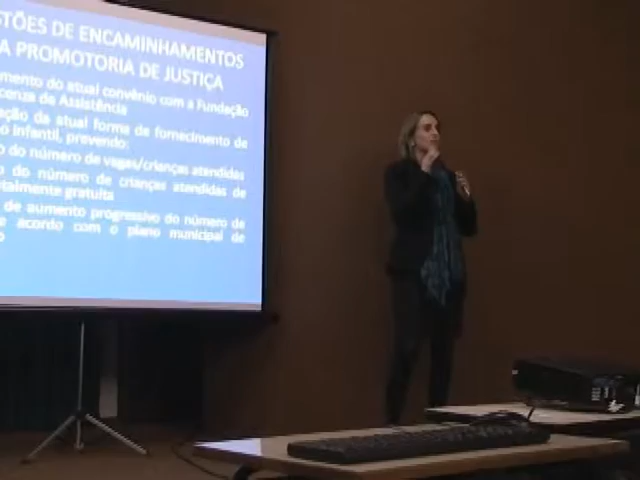 STÕES DE ENCAMINHAMENTOS
A PROMOTORIA DE JUSTIÇA
mento do atual convênio com a Fundação
cenza de Assistência
ação da atual forma de fornecimento de
o infantil, prevendo:
o do número de vagas/crianças atendidas
o do número de crianças atendidas de
talmente gratuita
de aumento progressivo do número de
e acordo com o plano municipal de
o